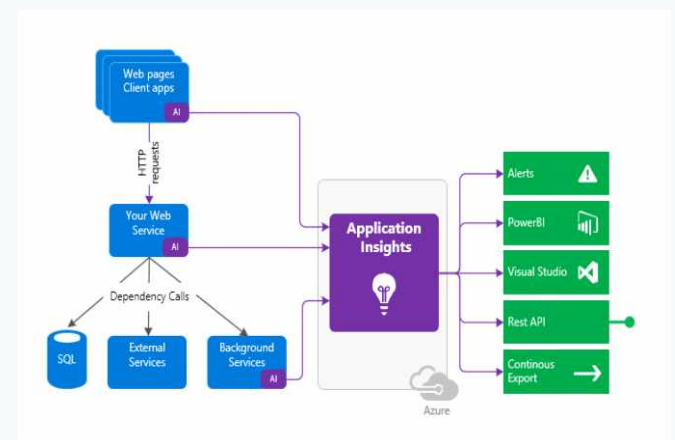 Web pages
Client apps
AI
HTTP
requests
Your Web
Service
AI
Dependency Calls
SQL
External
Services
Background
Services
AI
Application
Insights
Azure
Alerts
PowerBI
Visual Studio
Rest API
Continous
Export